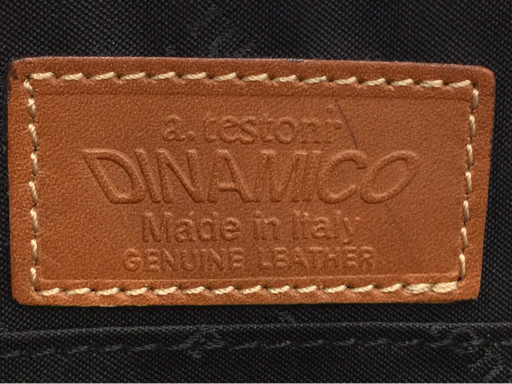 a.testoni
DINAMICO
Made in Italy
GENUINE LEATHER